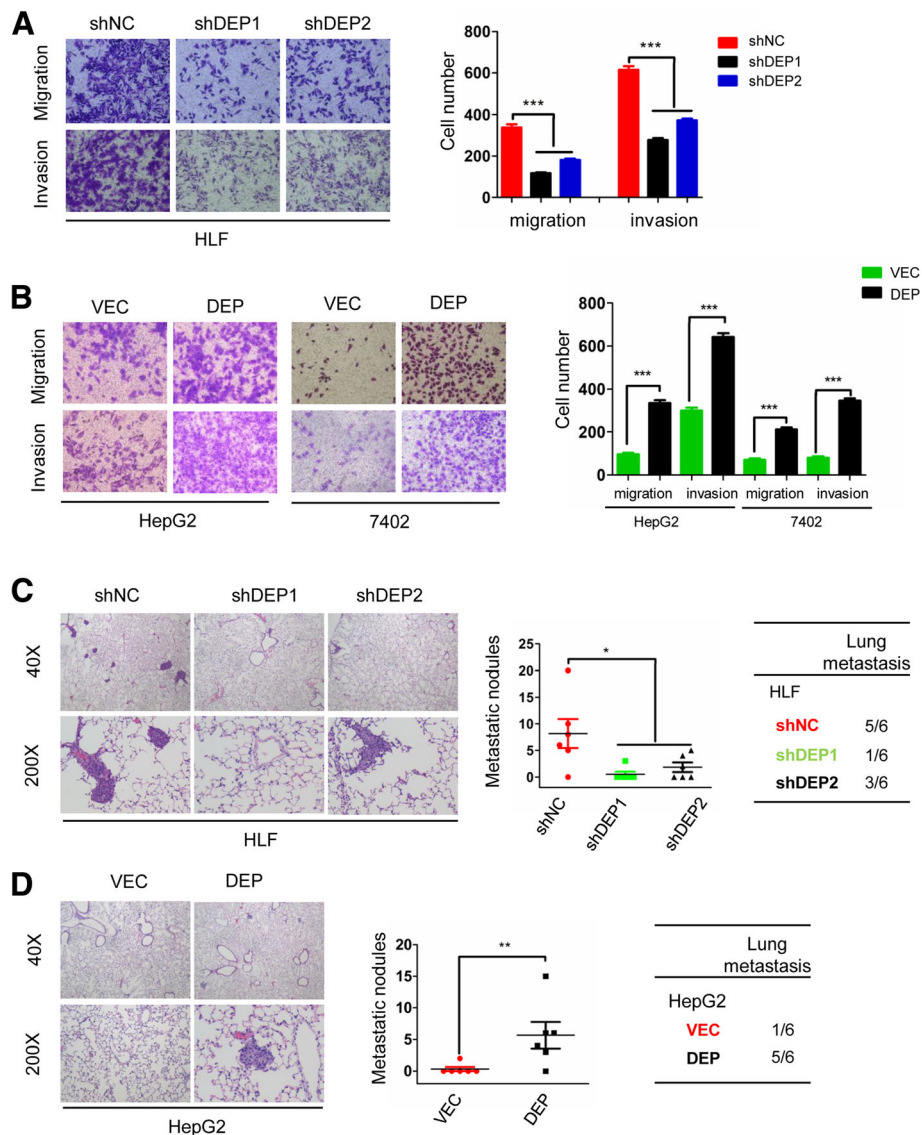 A
shNC shDEP1 shDEP2
Migration
Invasion
HLF
Cell number
800
600
400
200
0
***
***
migration invasion
shNC
shDEP1
shDEP2
B
VEC DEP VEC DEP
Migration
Invasion
HepG2 7402
Cell number
800
600
400
200
0
***
***
***
***
migration invasion migration invasion
HepG2 7402
VEC
DEP
C
shNC shDEP1 shDEP2
40X
200X
HLF
Metastatic nodules
25
20
15
10
5
0
*
shNC shDEP1 shDEP2
Lung
metastasis
HLF
shNC 5/6
shDEP1 1/6
shDEP2 3/6
D
VEC DEP
40X
200X
HepG2
Metastatic nodules
20
15
10
5
0
**
VEC DEP
Lung
metastasis
HepG2
VEC 1/6
DEP 5/6